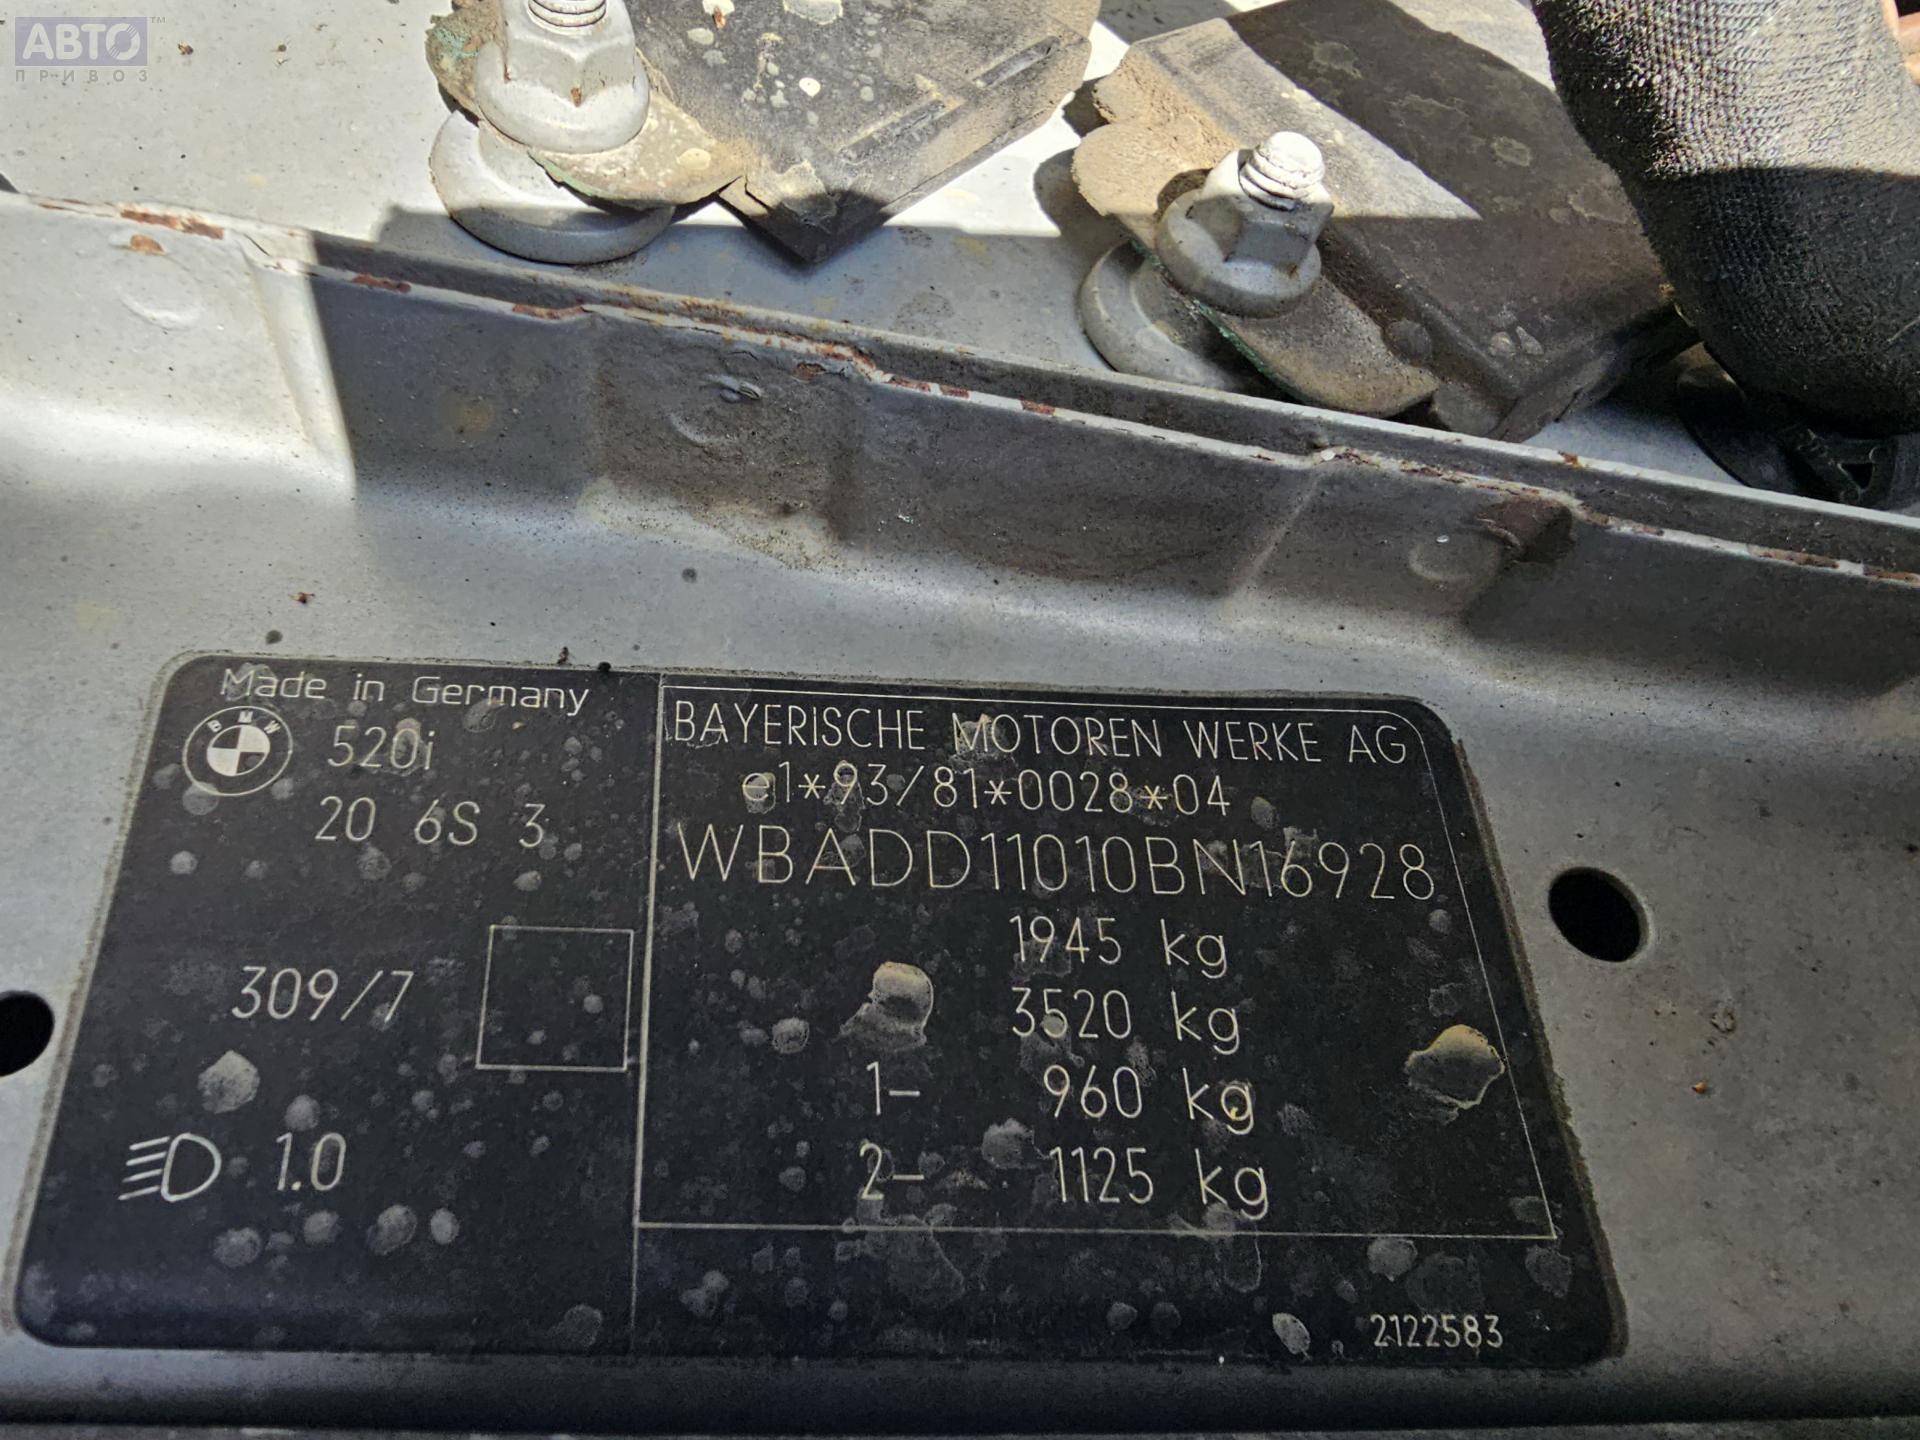 АВТО™
ПРИВОЗ
Made in Germany
BMW
520i
20 6S 3
309/7
1.0
BAYERISCHE MOTOREN WERKE AG
e1*93/81*0028*04
WBADD11010BN16928
1945 kg
3520 kg
1- 960 kg
2- 1125 kg
2122583